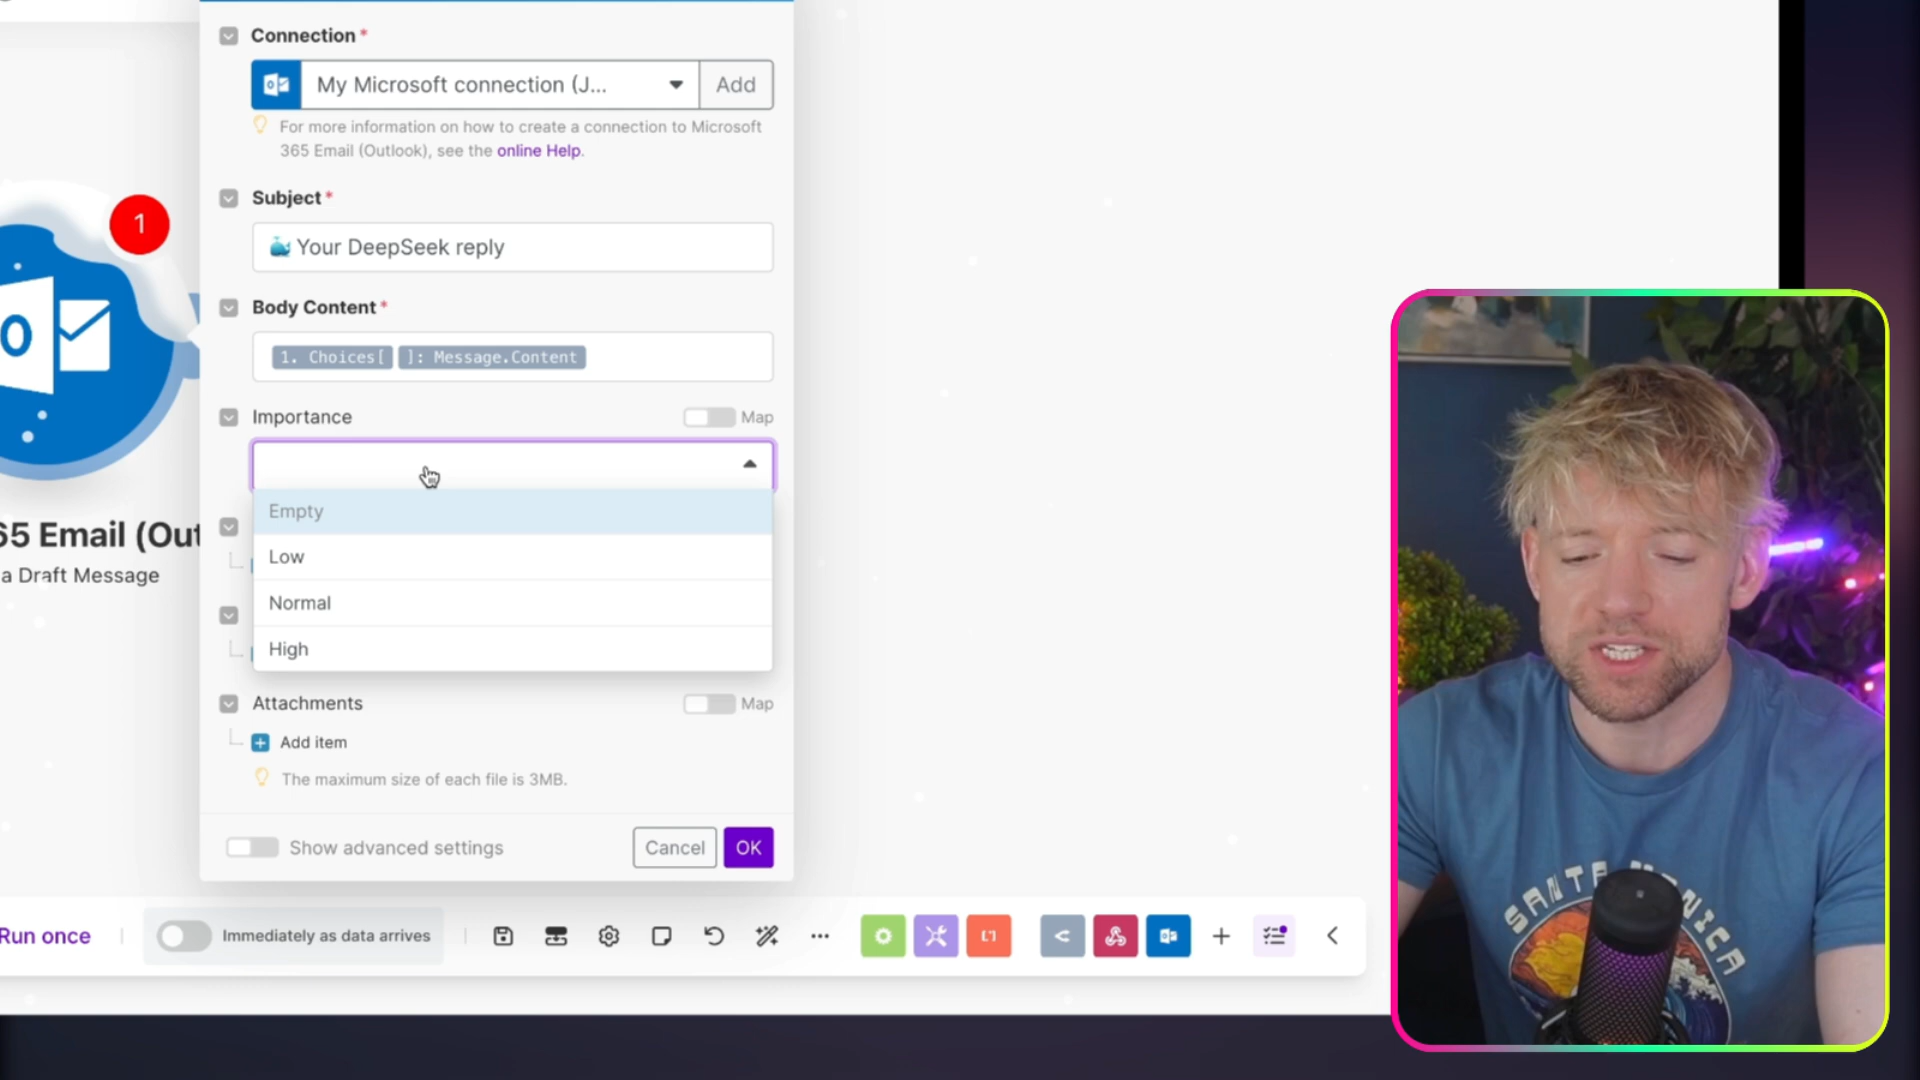 Connection *
My Microsoft connection (J...
Add
For more information on how to create a connection to Microsoft
365 Email (Outlook), see the online Help.
1
Subject *
🐳 Your DeepSeek reply
Body Content *
1. Choices[ ]: Message.Content
Importance
Map
Empty
Low
Normal
High
65 Email (Out
a Draft Message
Attachments
Map
Add item
The maximum size of each file is 3MB.
Show advanced settings
Cancel
OK
Run once
Immediately as data arrives
SANTA MONICA